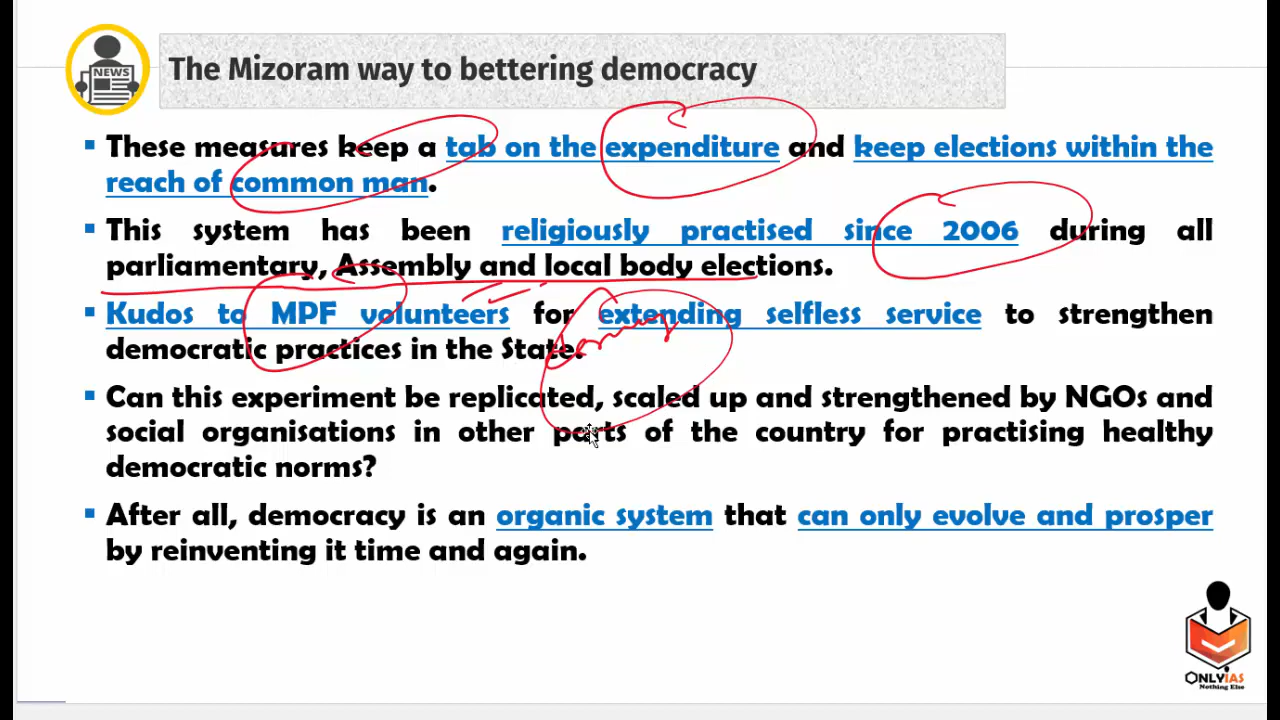 NEWS
The Mizoram way to bettering democracy
These measures keep a tab on the expenditure and keep elections within the
reach of common man.
This system has been religiously practised since 2006 during all
parliamentary, Assembly and local body elections.
Kudos to MPF volunteers for extending selfless service to strengthen
democratic practices in the State.
Can this experiment be replicated, scaled up and strengthened by NGOs and
social organisations in other parts of the country for practising healthy
democratic norms?
After all, democracy is an organic system that can only evolve and prosper
by reinventing it time and again.
ONLYIAS
Nothing Else